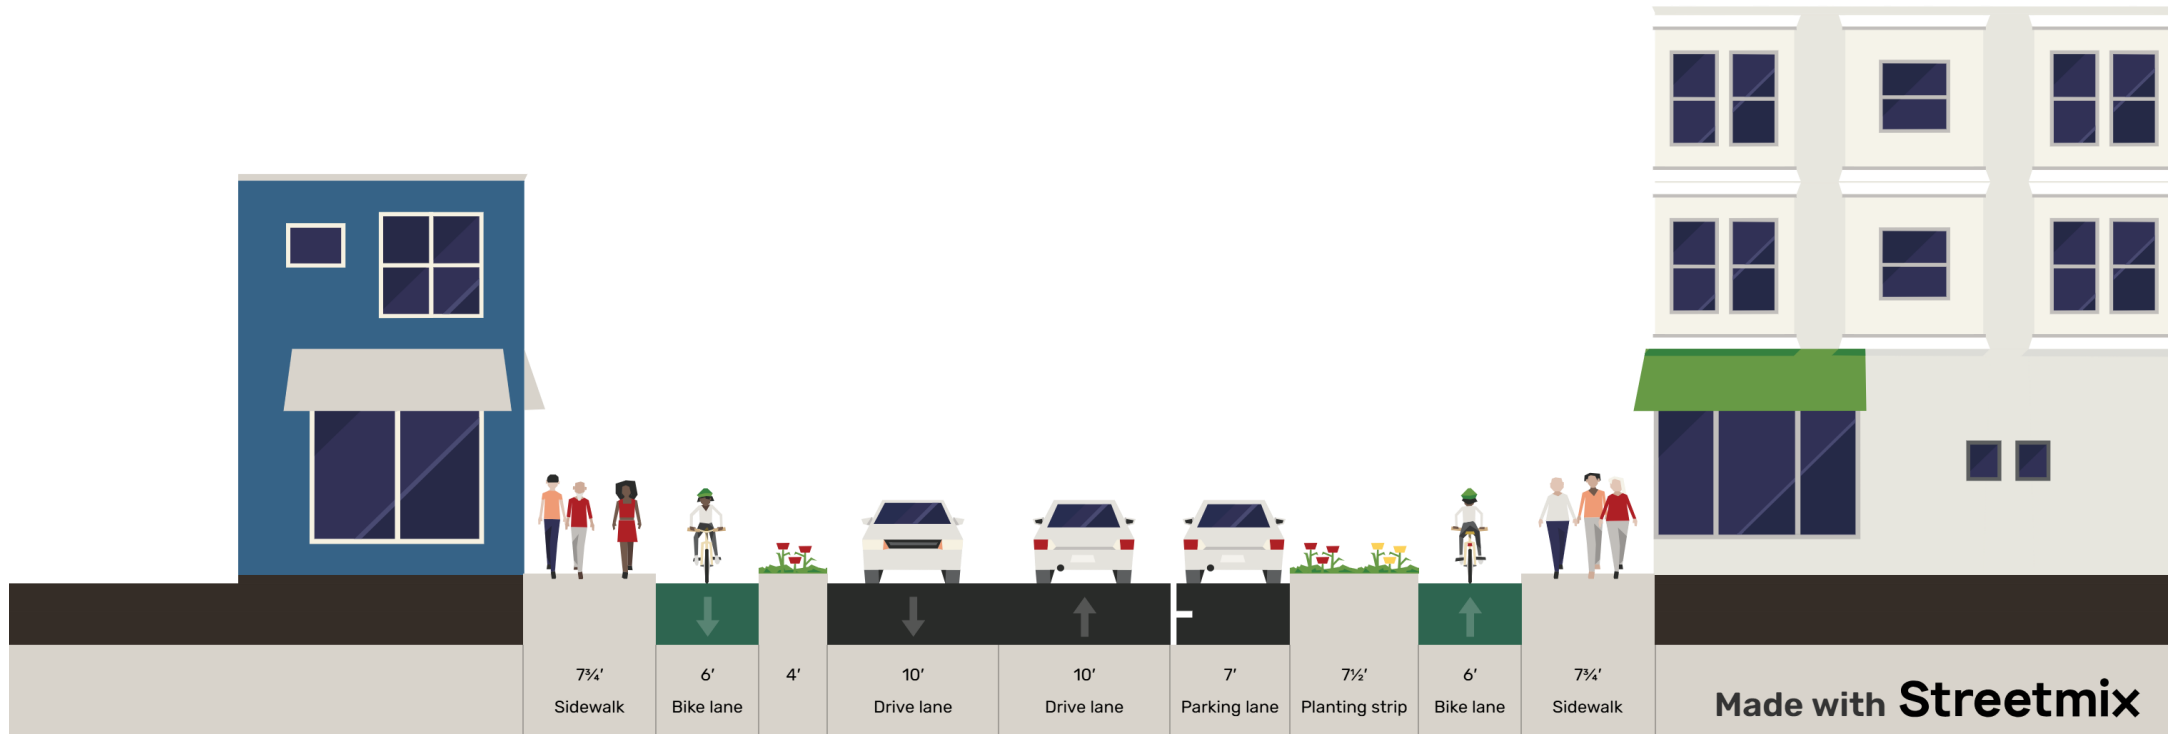 7¾′ 6′ 4′ 10′ 10′ 7′ 7½′ 6′ 7¾′
Sidewalk Bike lane Drive lane Drive lane Parking lane Planting strip Bike lane Sidewalk
Made with Streetmix